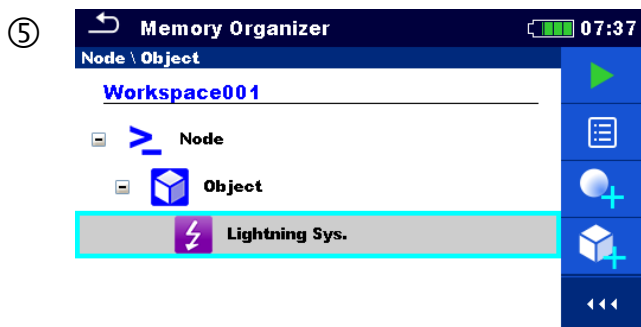 ⑤
Memory Organizer 07:37
Node \ Object
Workspace001
Node
Object
Lightning Sys.